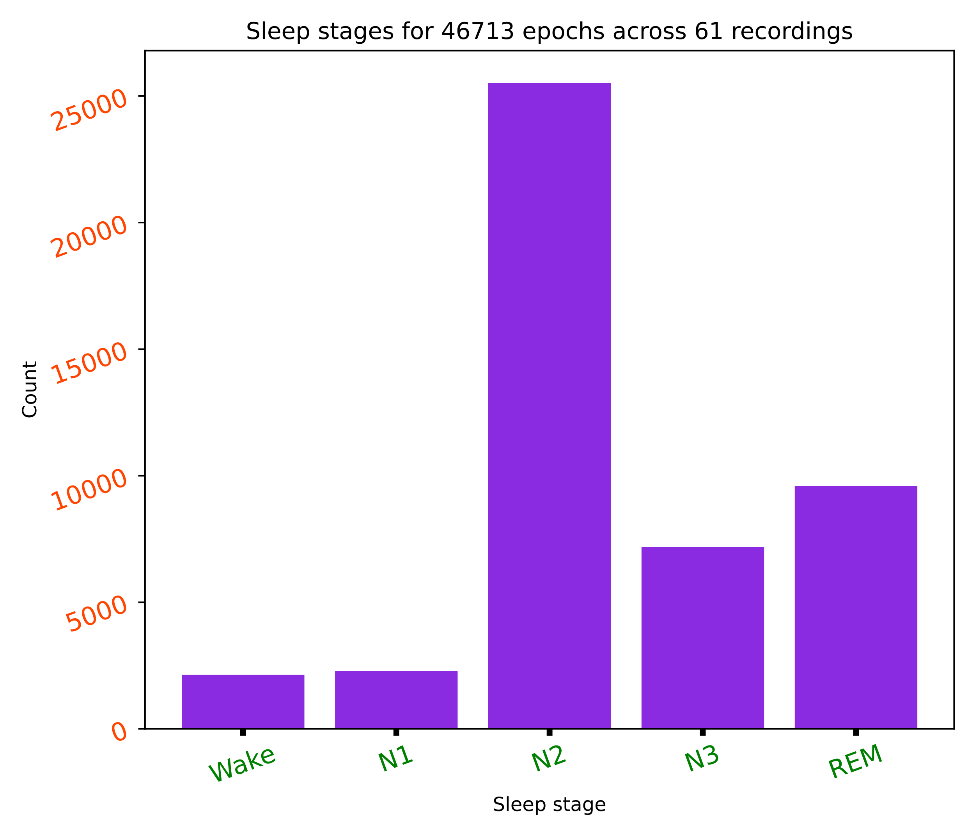 Sleep stages for 46713 epochs across 61 recordings
25000
20000
15000
10000
5000
0
Count
Wake
N1
N2
N3
REM
Sleep stage